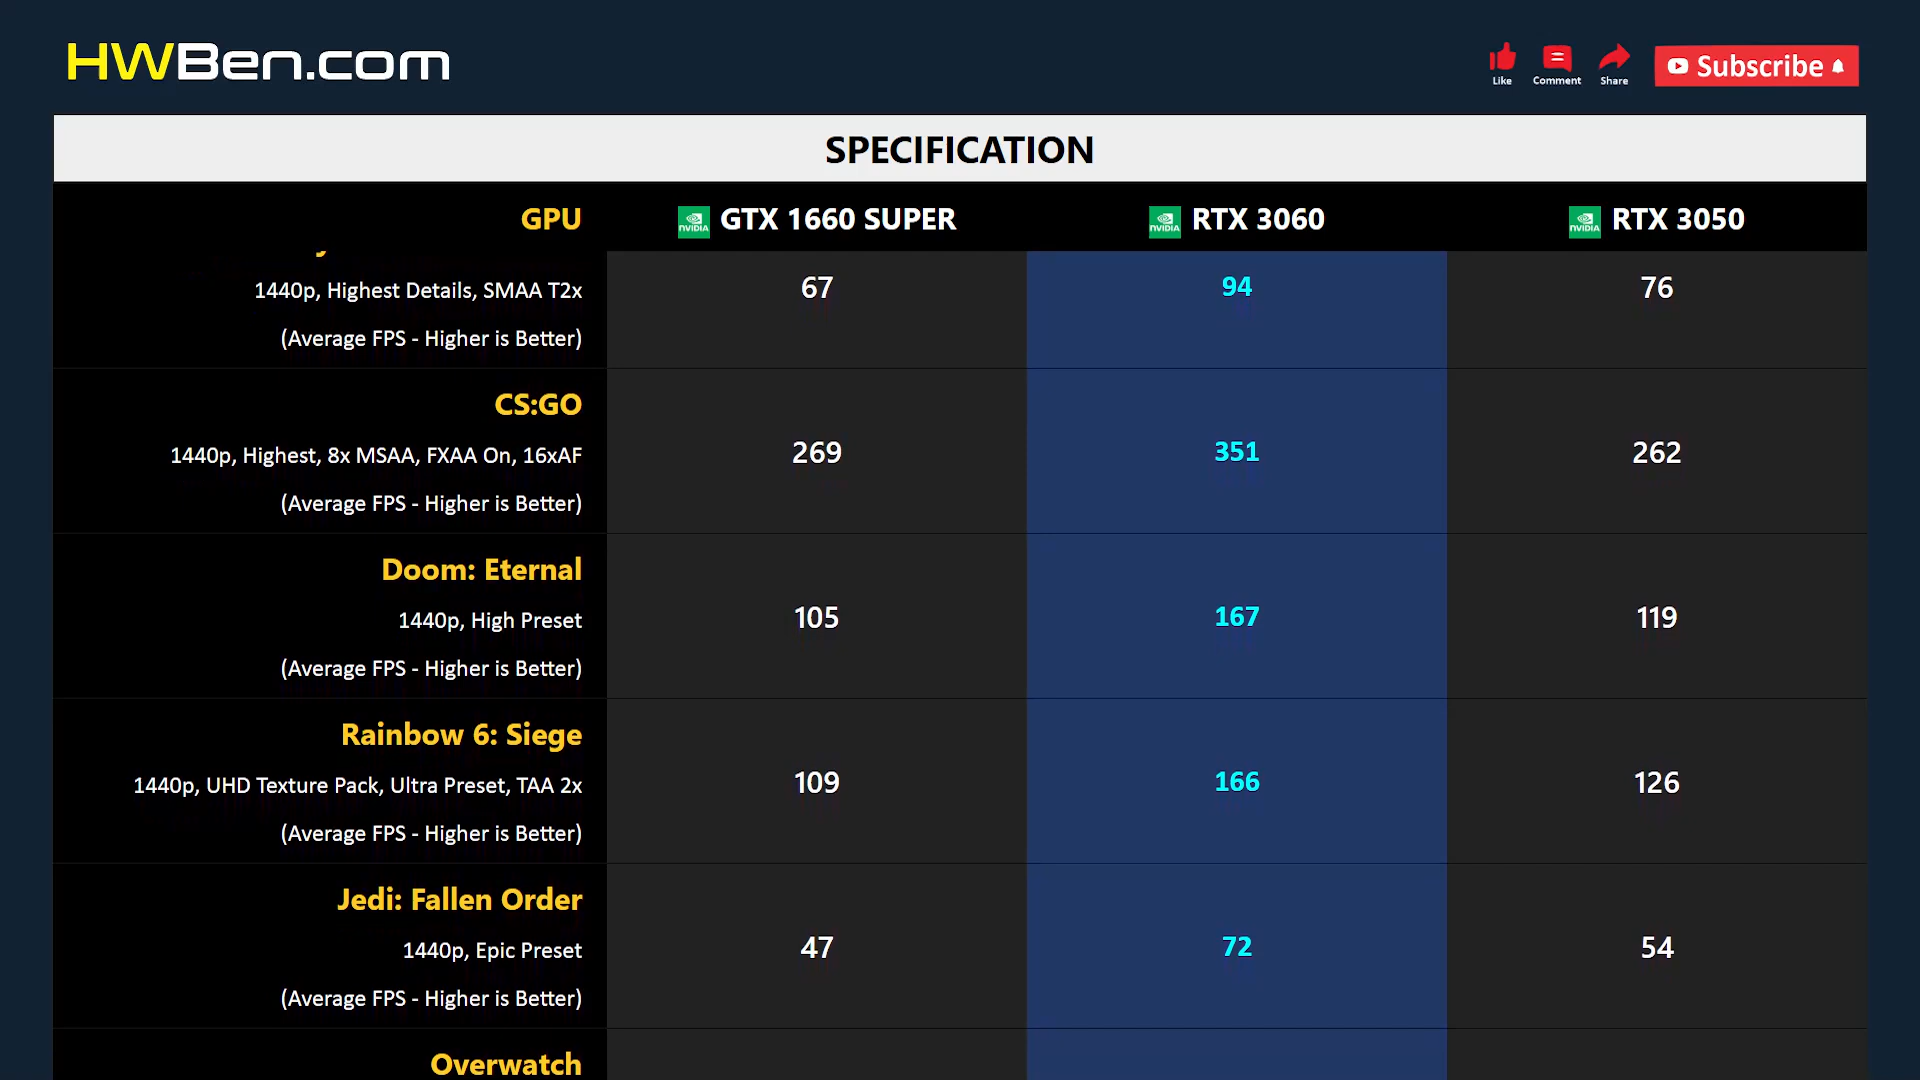 HWBen.com
Like Comment Share Subscribe
SPECIFICATION
GPU NVIDIA GTX 1660 SUPER NVIDIA RTX 3060 NVIDIA RTX 3050
1440p, Highest Details, SMAA T2x 67 94 76
(Average FPS - Higher is Better)
CS:GO
1440p, Highest, 8x MSAA, FXAA On, 16xAF 269 351 262
(Average FPS - Higher is Better)
Doom: Eternal
1440p, High Preset 105 167 119
(Average FPS - Higher is Better)
Rainbow 6: Siege
1440p, UHD Texture Pack, Ultra Preset, TAA 2x 109 166 126
(Average FPS - Higher is Better)
Jedi: Fallen Order
1440p, Epic Preset 47 72 54
(Average FPS - Higher is Better)
Overwatch